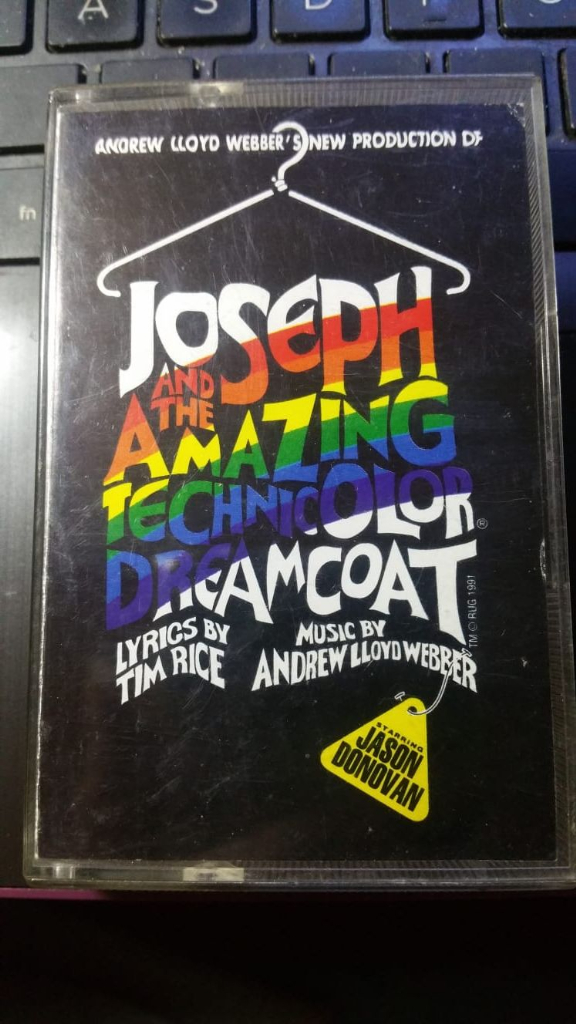 A S D
fn
ANDREW LLOYD WEBBER'S NEW PRODUCTION OF
JOSEPH
AND
THE
AMAZING
TECHNICOLOR®
DREAMCOAT
LYRICS BY
TIM RICE
MUSIC BY
ANDREW LLOYD WEBBER
TM © RUG 1991
STARRING
JASON
DONOVAN